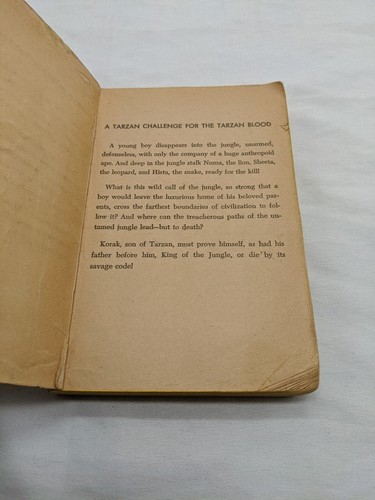 A TARZAN CHALLENGE FOR THE TARZAN BLOOD
A young boy disappears into the jungle, unarmed,
defenseless, with only the company of a huge anthropoid
ape. And deep in the jungle stalk Numa, the lion, Sheeta,
the leopard, and Hista, the snake, ready for the kill!
What is this wild call of the jungle, so strong that a
boy would leave the luxurious home of his beloved par-
ents, cross the farthest boundaries of civilization to fol-
low it? And where can the treacherous paths of the un-
tamed jungle lead—but to death?
Korak, son of Tarzan, must prove himself, as had his
father before him, King of the Jungle, or die by its
savage code!